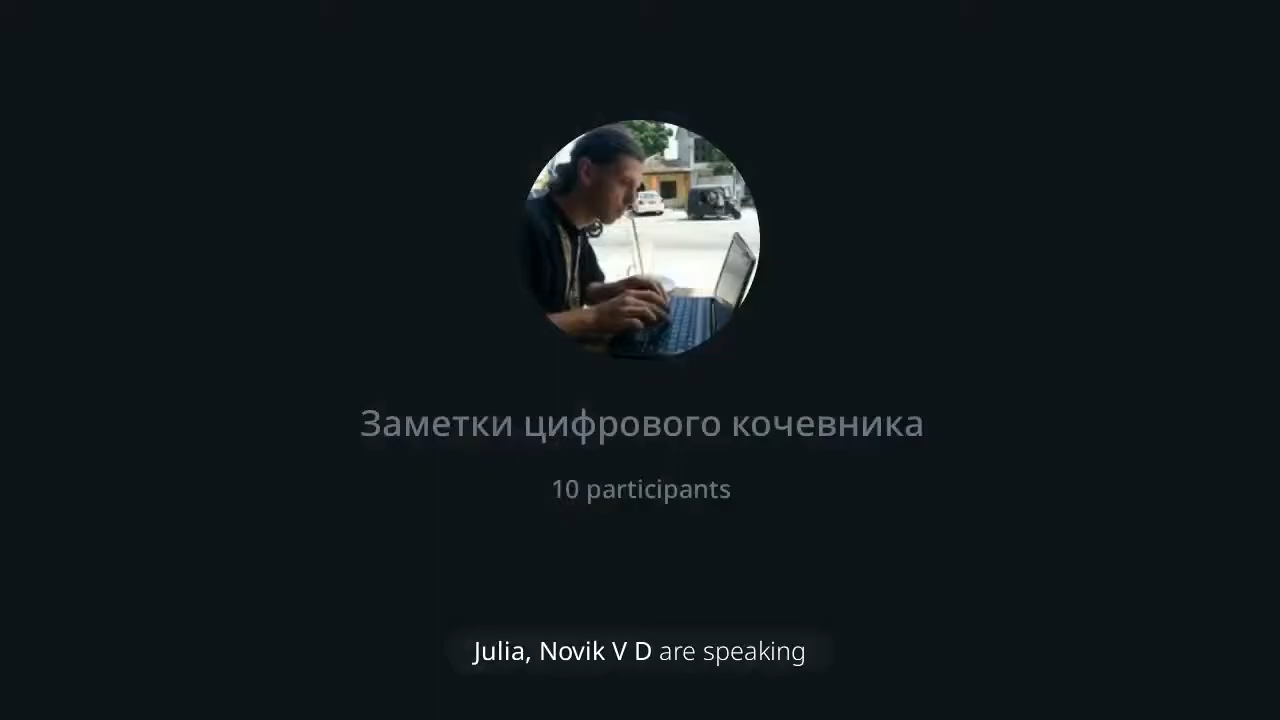 Заметки цифрового кочевника
10 participants
Julia, Novik V D are speaking